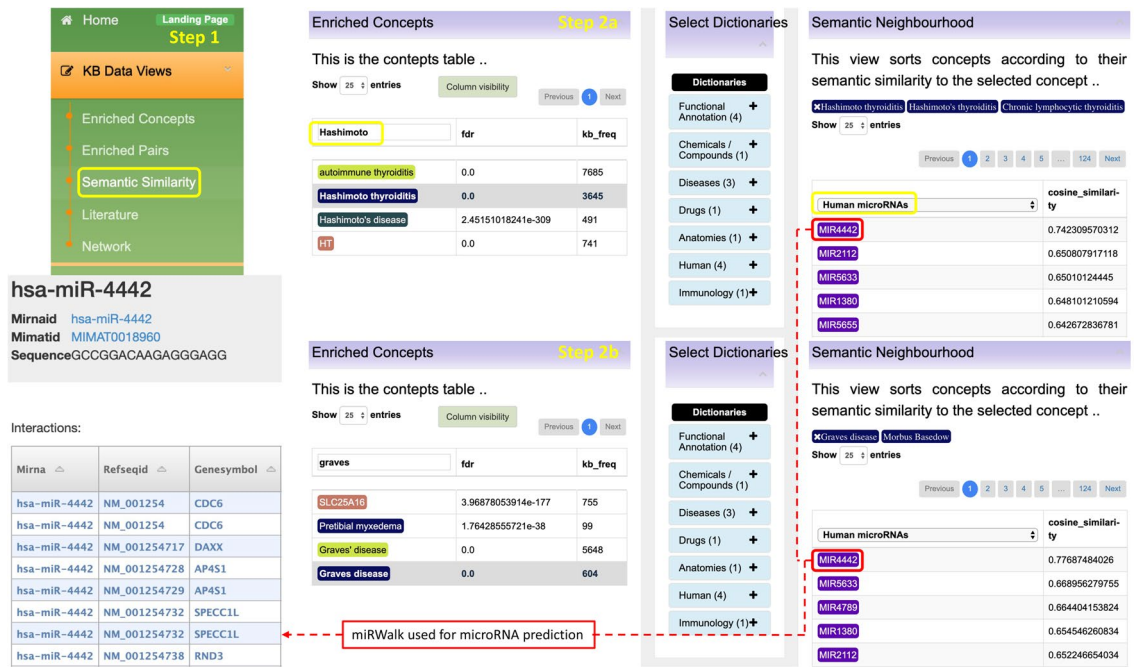 Home
Landing Page
Step 1
KB Data Views
Enriched Concepts
Enriched Pairs
Semantic Similarity
Literature
Network
hsa-miR-4442
Mirnaid hsa-miR-4442
Mimatid MIMAT0018960
SequenceGCCGGACAAGAGGGAGG
Interactions:
Mirna Refseqid Genesymbol
hsa-miR-4442 NM_001254 CDC6
hsa-miR-4442 NM_001254 CDC6
hsa-miR-4442 NM_001254717 DAXX
hsa-miR-4442 NM_001254728 AP4S1
hsa-miR-4442 NM_001254729 AP4S1
hsa-miR-4442 NM_001254732 SPECC1L
hsa-miR-4442 NM_001254732 SPECC1L
hsa-miR-4442 NM_001254738 RND3
Enriched Concepts Step 2a
This is the contepts table ..
Show 25 entries
Column visibility
Previous 1 Next
Hashimoto fdr kb_freq
autoimmune thyroiditis 0.0 7685
Hashimoto thyroiditis 0.0 3645
Hashimoto's disease 2.45151018241e-309 491
HT 0.0 741
Select Dictionaries
Dictionaries
Functional +
Annotation (4)
Chemicals / +
Compounds (1)
Diseases (3) +
Drugs (1) +
Anatomies (1) +
Human (4) +
Immunology (1)+
Semantic Neighbourhood
This view sorts concepts according to their
semantic similarity to the selected concept ..
✖Hashimoto thyroiditis Hashimoto's thyroiditis Chronic lymphocytic thyroiditis
Show 25 entries
Previous 1 2 3 4 5 ... 124 Next
Human microRNAs
cosine_similari-
ty
MIR4442 0.742309570312
MIR2112 0.650807917118
MIR5633 0.65010124445
MIR1380 0.648101210594
MIR5655 0.642672836781
Enriched Concepts Step 2b
This is the contepts table ..
Show 25 entries
Column visibility
Previous 1 Next
graves fdr kb_freq
SLC25A16 3.96878053914e-177 755
Pretibial myxedema 1.76428555721e-38 99
Graves' disease 0.0 5648
Graves disease 0.0 604
miRWalk used for microRNA prediction
Select Dictionaries
Dictionaries
Functional +
Annotation (4)
Chemicals / +
Compounds (1)
Diseases (3) +
Drugs (1) +
Anatomies (1) +
Human (4) +
Immunology (1)+
Semantic Neighbourhood
This view sorts concepts according to their
semantic similarity to the selected concept ..
✖Graves disease Morbus Basedow
Show 25 entries
Previous 1 2 3 4 5 ... 124 Next
Human microRNAs
cosine_similari-
ty
MIR4442 0.77687484026
MIR5633 0.668956279755
MIR4789 0.664404153824
MIR1380 0.654546260834
MIR2112 0.652246654034